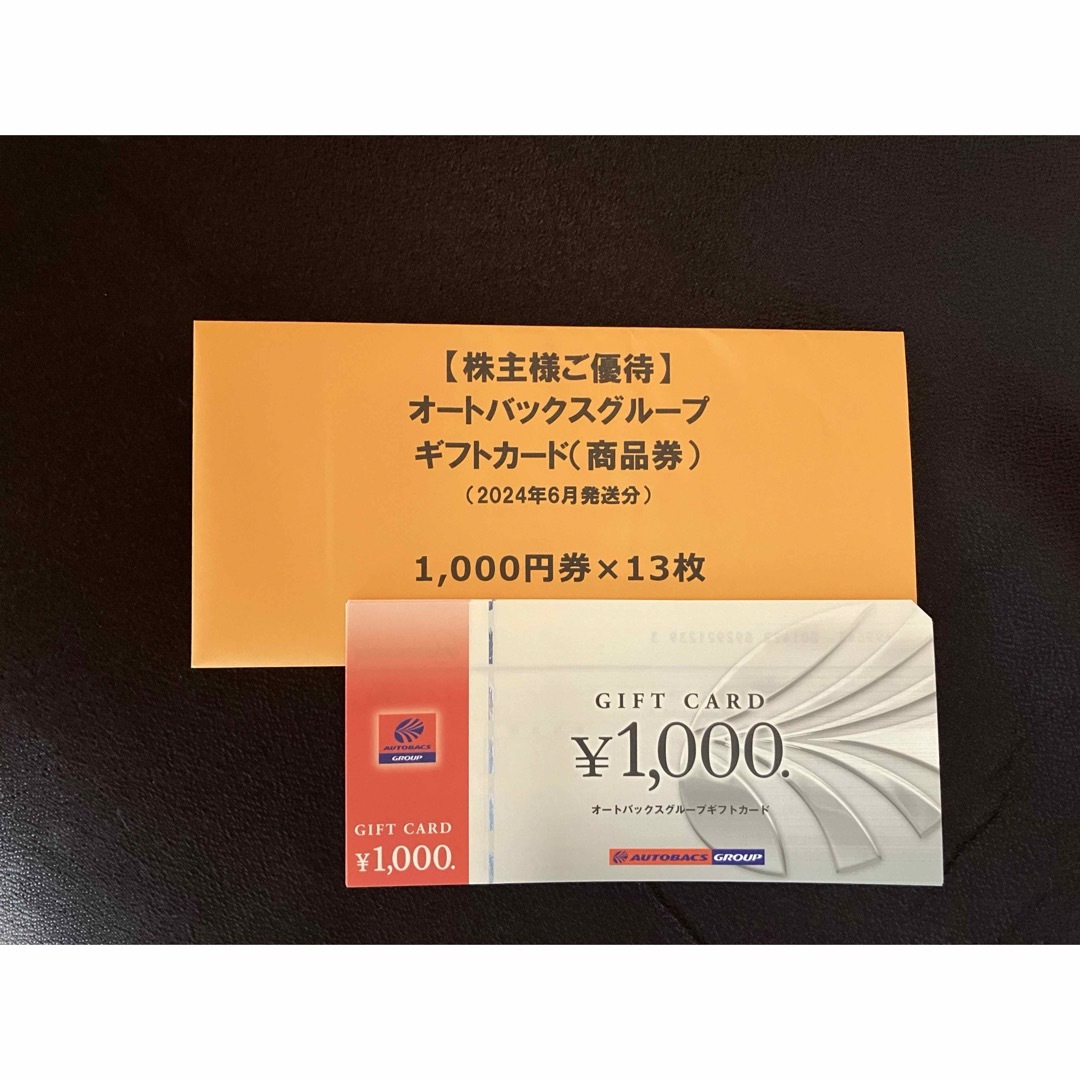 【株主様ご優待】
オートバックスグループ
ギフトカード(商品券)
(2024年6月発送分)
1,000円券×13枚
AUTOBACS
GROUP
GIFT CARD
¥1,000.
GIFT CARD
¥1,000.
オートバックスグループギフトカード
AUTOBACS GROUP